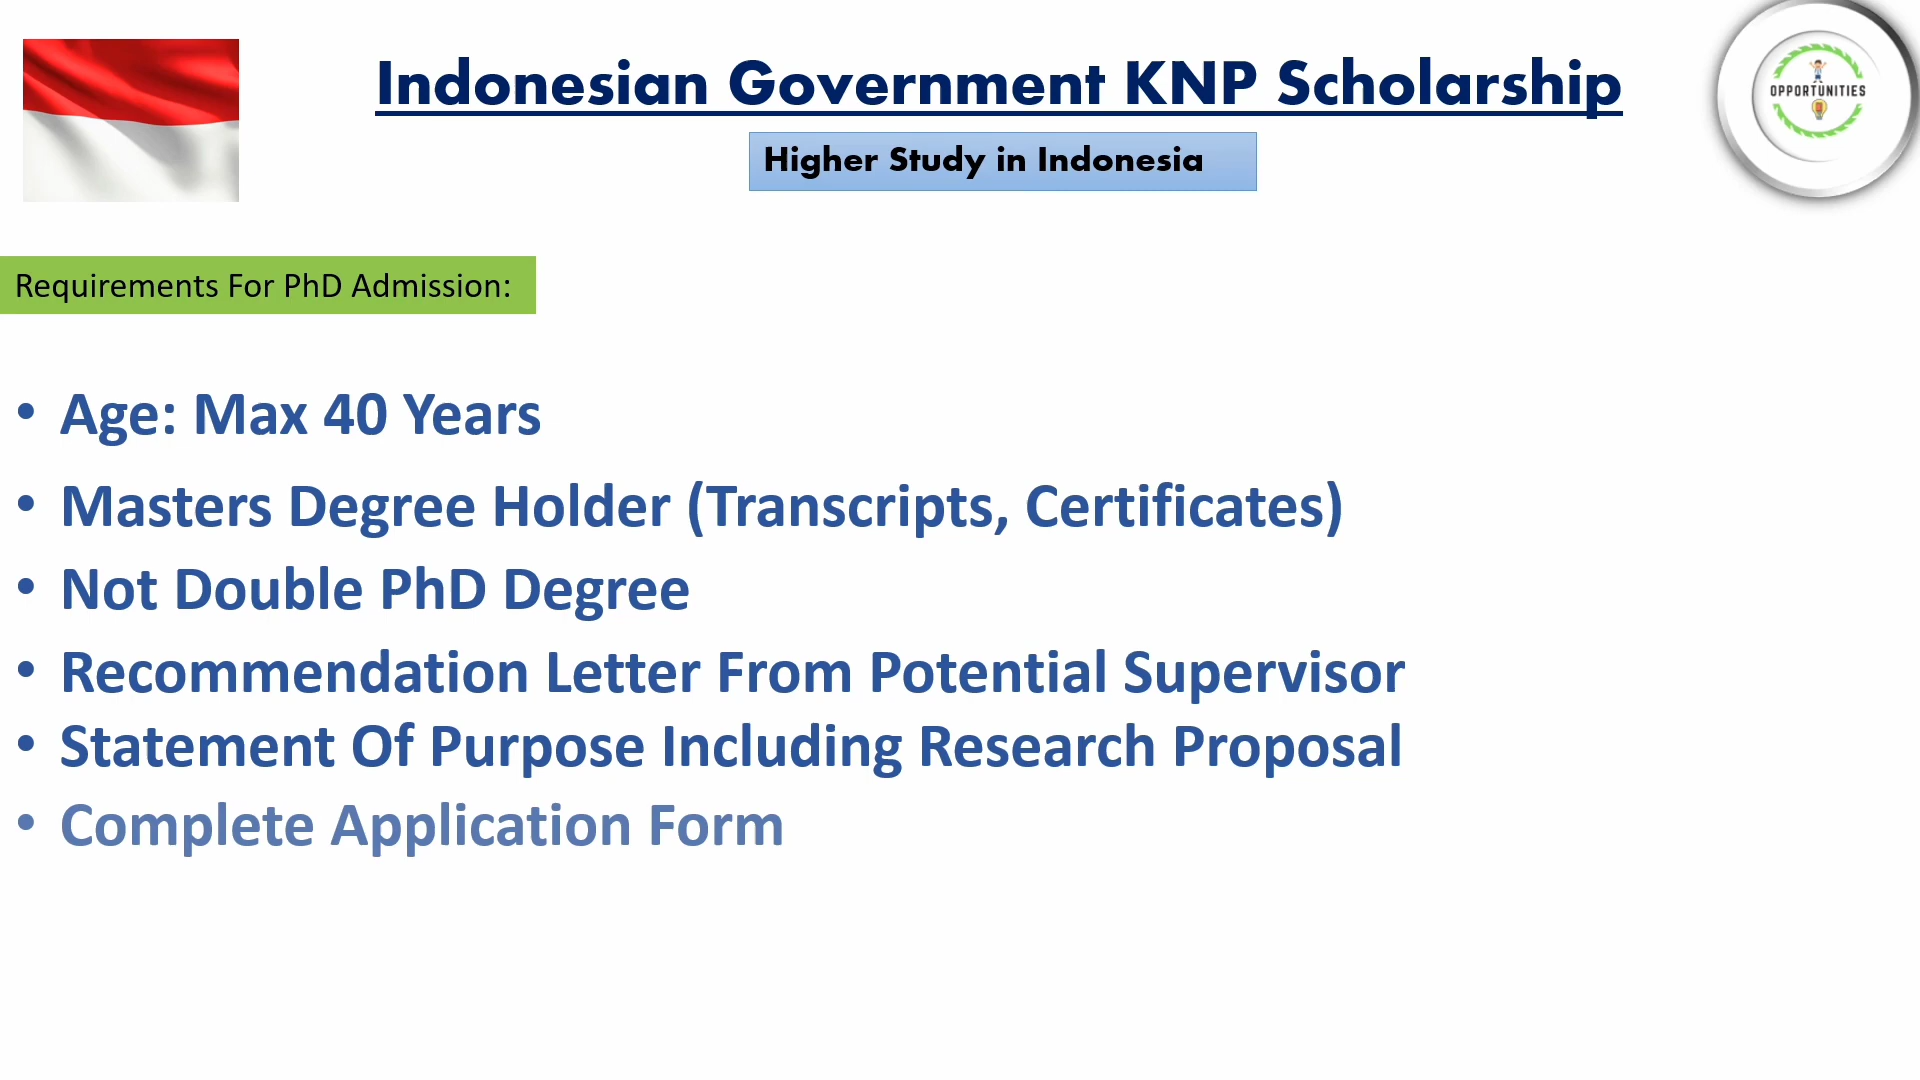 Indonesian Government KNP Scholarship
OPPORTUNITIES
Higher Study in Indonesia
Requirements For PhD Admission:
• Age: Max 40 Years
• Masters Degree Holder (Transcripts, Certificates)
• Not Double PhD Degree
• Recommendation Letter From Potential Supervisor
• Statement Of Purpose Including Research Proposal
• Complete Application Form